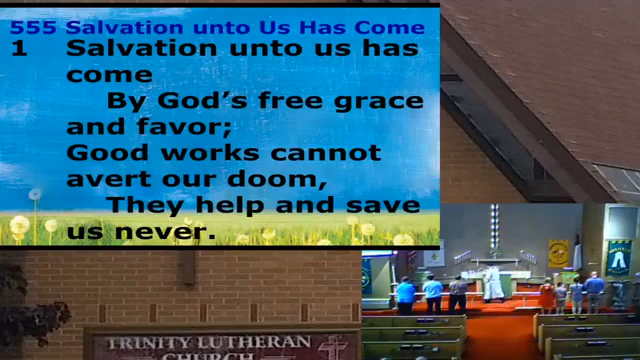 555 Salvation unto Us Has Come
1 Salvation unto us has
come
By God's free grace
and favor;
Good works cannot
avert our doom,
They help and save
us never.
TRINITY LUTHERAN
CHURCH